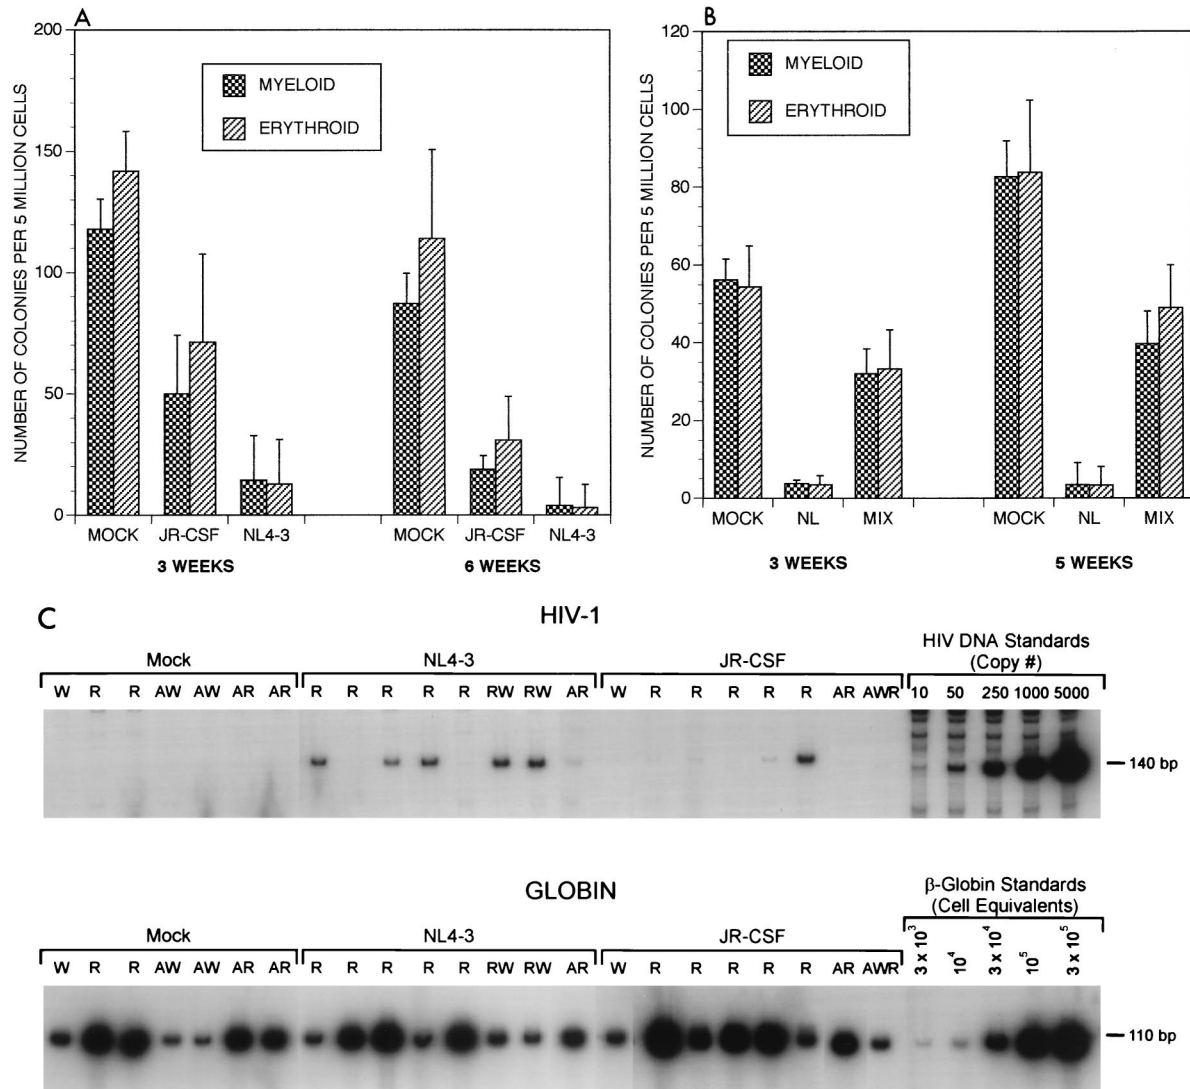 A
NUMBER OF COLONIES PER 5 MILLION CELLS
200
150
100
50
0
MYELOID
ERYTHROID
MOCK JR-CSF NL4-3 MOCK JR-CSF NL4-3
3 WEEKS 6 WEEKS
B
NUMBER OF COLONIES PER 5 MILLION CELLS
120
100
80
60
40
20
0
MYELOID
ERYTHROID
MOCK NL MIX MOCK NL MIX
3 WEEKS 5 WEEKS
C
HIV-1
Mock NL4-3 JR-CSF HIV DNA Standards
(Copy #)
W R R AW AW AR AR R R R R R RW RW AR W R R R R R AR AWR 10 50 250 1000 5000
140 bp
GLOBIN
Mock NL4-3 JR-CSF β-Globin Standards
(Cell Equivalents)
W R R AW AW AR AR R R R R R RW RW AR W R R R R R AR AWR 3 x 10³ 10⁴ 3 x 10⁴ 10⁵ 3 x 10⁵
110 bp